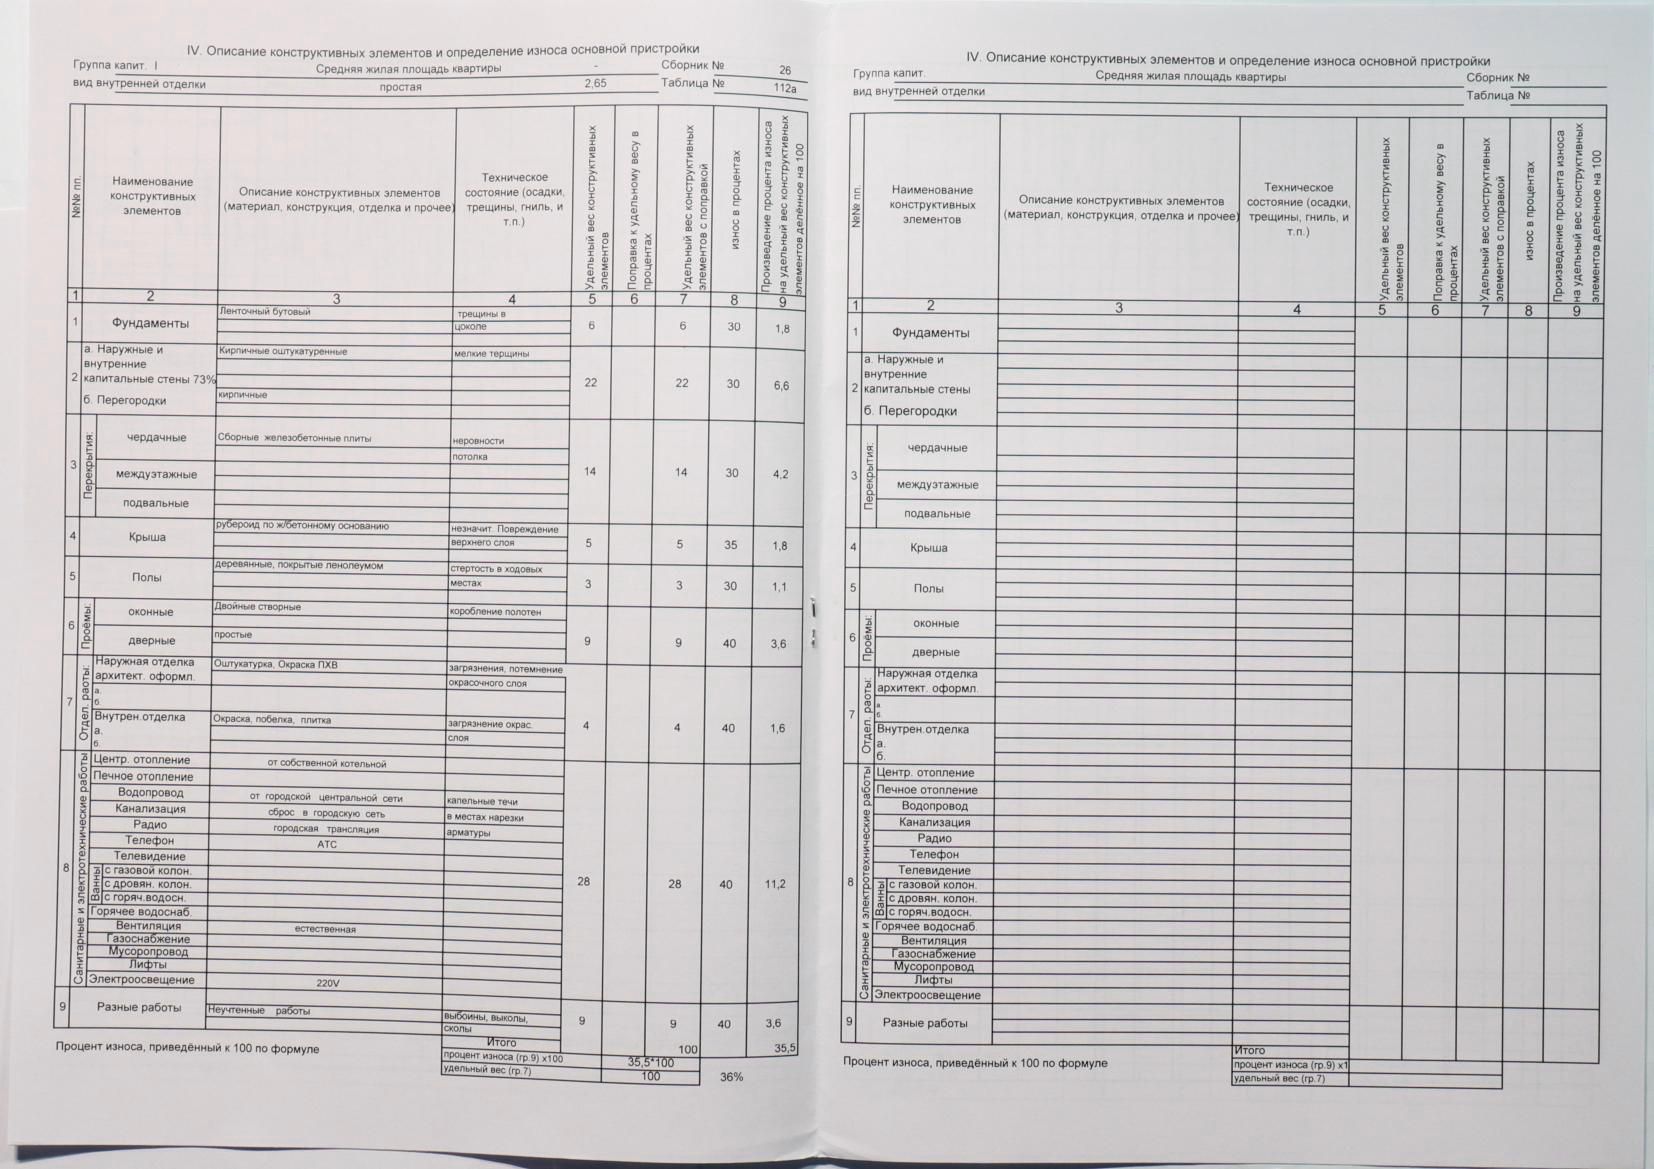 IV. Описание конструктивных элементов и определение износа основной пристройки
Группа капит. I Средняя жилая площадь квартиры - Сборник № 26
вид внутренней отделки простая 2,65 Таблица № 112а
№№ пп.
Наименование конструктивных элементов
Описание конструктивных элементов (материал, конструкция, отделка и прочее)
Техническое состояние (осадки, трещины, гниль, и т.п.)
Удельный вес конструктивных элементов
Поправка к удельному весу в процентах
Удельный вес конструктивных элементов с поправкой
износ в процентах
Произведение процента износа на удельный вес конструктивных элементов делённое на 100
1 2 3 4 5 6 7 8 9
1 Фундаменты Ленточный бутовый трещины в цоколе 6 6 30 1,8
2 а. Наружные и внутренние капитальные стены 73% Кирпичные оштукатуренные мелкие терщины 22 22 30 6,6
б. Перегородки кирпичные
3 Перекрытия:
чердачные Сборные железобетонные плиты неровности потолка 14 14 30 4,2
междуэтажные
подвальные
4 Крыша рубероид по ж/бетонному основанию незначит. Повреждение верхнего слоя 5 5 35 1,8
5 Полы деревянные, покрытые ленолеумом стертость в ходовых местах 3 3 30 1,1
6 Проёмы:
оконные Двойные створные коробление полотен
дверные простые 9 9 40 3,6
7 Отдел. раоты:
Наружная отделка архитект. оформл. Оштукатурка, Окраска ПХВ загрязнения, потемнение окрасочного слоя
а.
б.
Внутрен.отделка Окраска, побелка, плитка загрязнение окрас. слоя 4 4 40 1,6
а.
б.
8 Санитарные и электротехнические работы
Центр. отопление от собственной котельной
Печное отопление
Водопровод от городской центральной сети капельные течи
Канализация сброс в городскую сеть в местах нарезки
Радио городская трансляция арматуры
Телефон АТС
Телевидение
Ванны
с газовой колон. 28 28 40 11,2
с дровян. колон.
с горяч.водосн.
Горячее водоснаб.
Вентиляция естественная
Газоснабжение
Мусоропровод
Лифты
Электроосвещение 220V
9 Разные работы Неучтенные работы выбоины, выколы, сколы 9 9 40 3,6
Итого 100 35,5
Процент износа, приведённый к 100 по формуле
процент износа (гр.9) х100 35,5*100
удельный вес (гр.7) 100 36%
IV. Описание конструктивных элементов и определение износа основной пристройки
Группа капит. Средняя жилая площадь квартиры Сборник №
вид внутренней отделки Таблица №
№№ пп.
Наименование конструктивных элементов
Описание конструктивных элементов (материал, конструкция, отделка и прочее)
Техническое состояние (осадки, трещины, гниль, и т.п.)
Удельный вес конструктивных элементов
Поправка к удельному весу в процентах
Удельный вес конструктивных элементов с поправкой
износ в процентах
Произведение процента износа на удельный вес конструктивных элементов делённое на 100
1 2 3 4 5 6 7 8 9
1 Фундаменты
2 а. Наружные и внутренние капитальные стены
б. Перегородки
3 Перекрытия:
чердачные
междуэтажные
подвальные
4 Крыша
5 Полы
6 Проёмы:
оконные
дверные
7 Отдел. раоты:
Наружная отделка архитект. оформл.
а.
б.
Внутрен.отделка
а.
б.
8 Санитарные и электротехнические работы
Центр. отопление
Печное отопление
Водопровод
Канализация
Радио
Телефон
Телевидение
Ванны
с газовой колон.
с дровян. колон.
с горяч.водосн.
Горячее водоснаб.
Вентиляция
Газоснабжение
Мусоропровод
Лифты
Электроосвещение
9 Разные работы
Итого
Процент износа, приведённый к 100 по формуле
процент износа (гр.9) х1
удельный вес (гр.7)